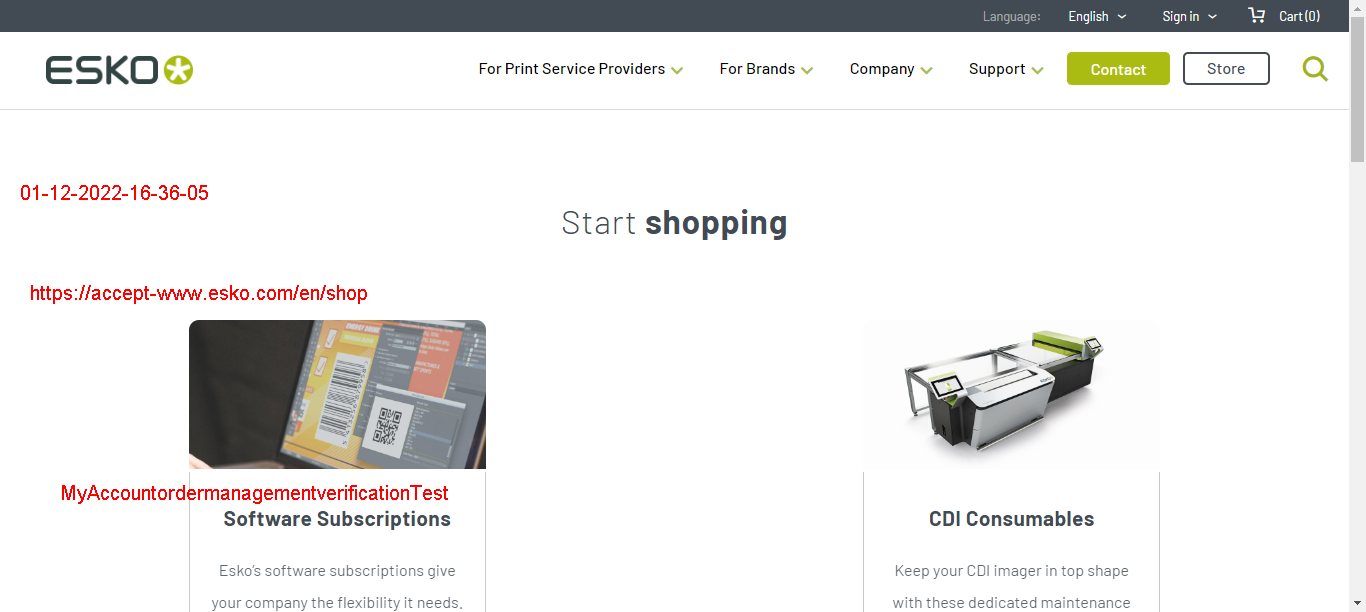 Language: English Sign in Cart (0)
ESKO For Print Service Providers For Brands Company Support Contact Store
01-12-2022-16-36-05
Start shopping
https://accept-www.esko.com/en/shop
MyAccountordermanagementverificationTest
Software Subscriptions CDI Consumables
Esko's software subscriptions give Keep your CDI imager in top shape
your company the flexibility it needs. with these dedicated maintenance